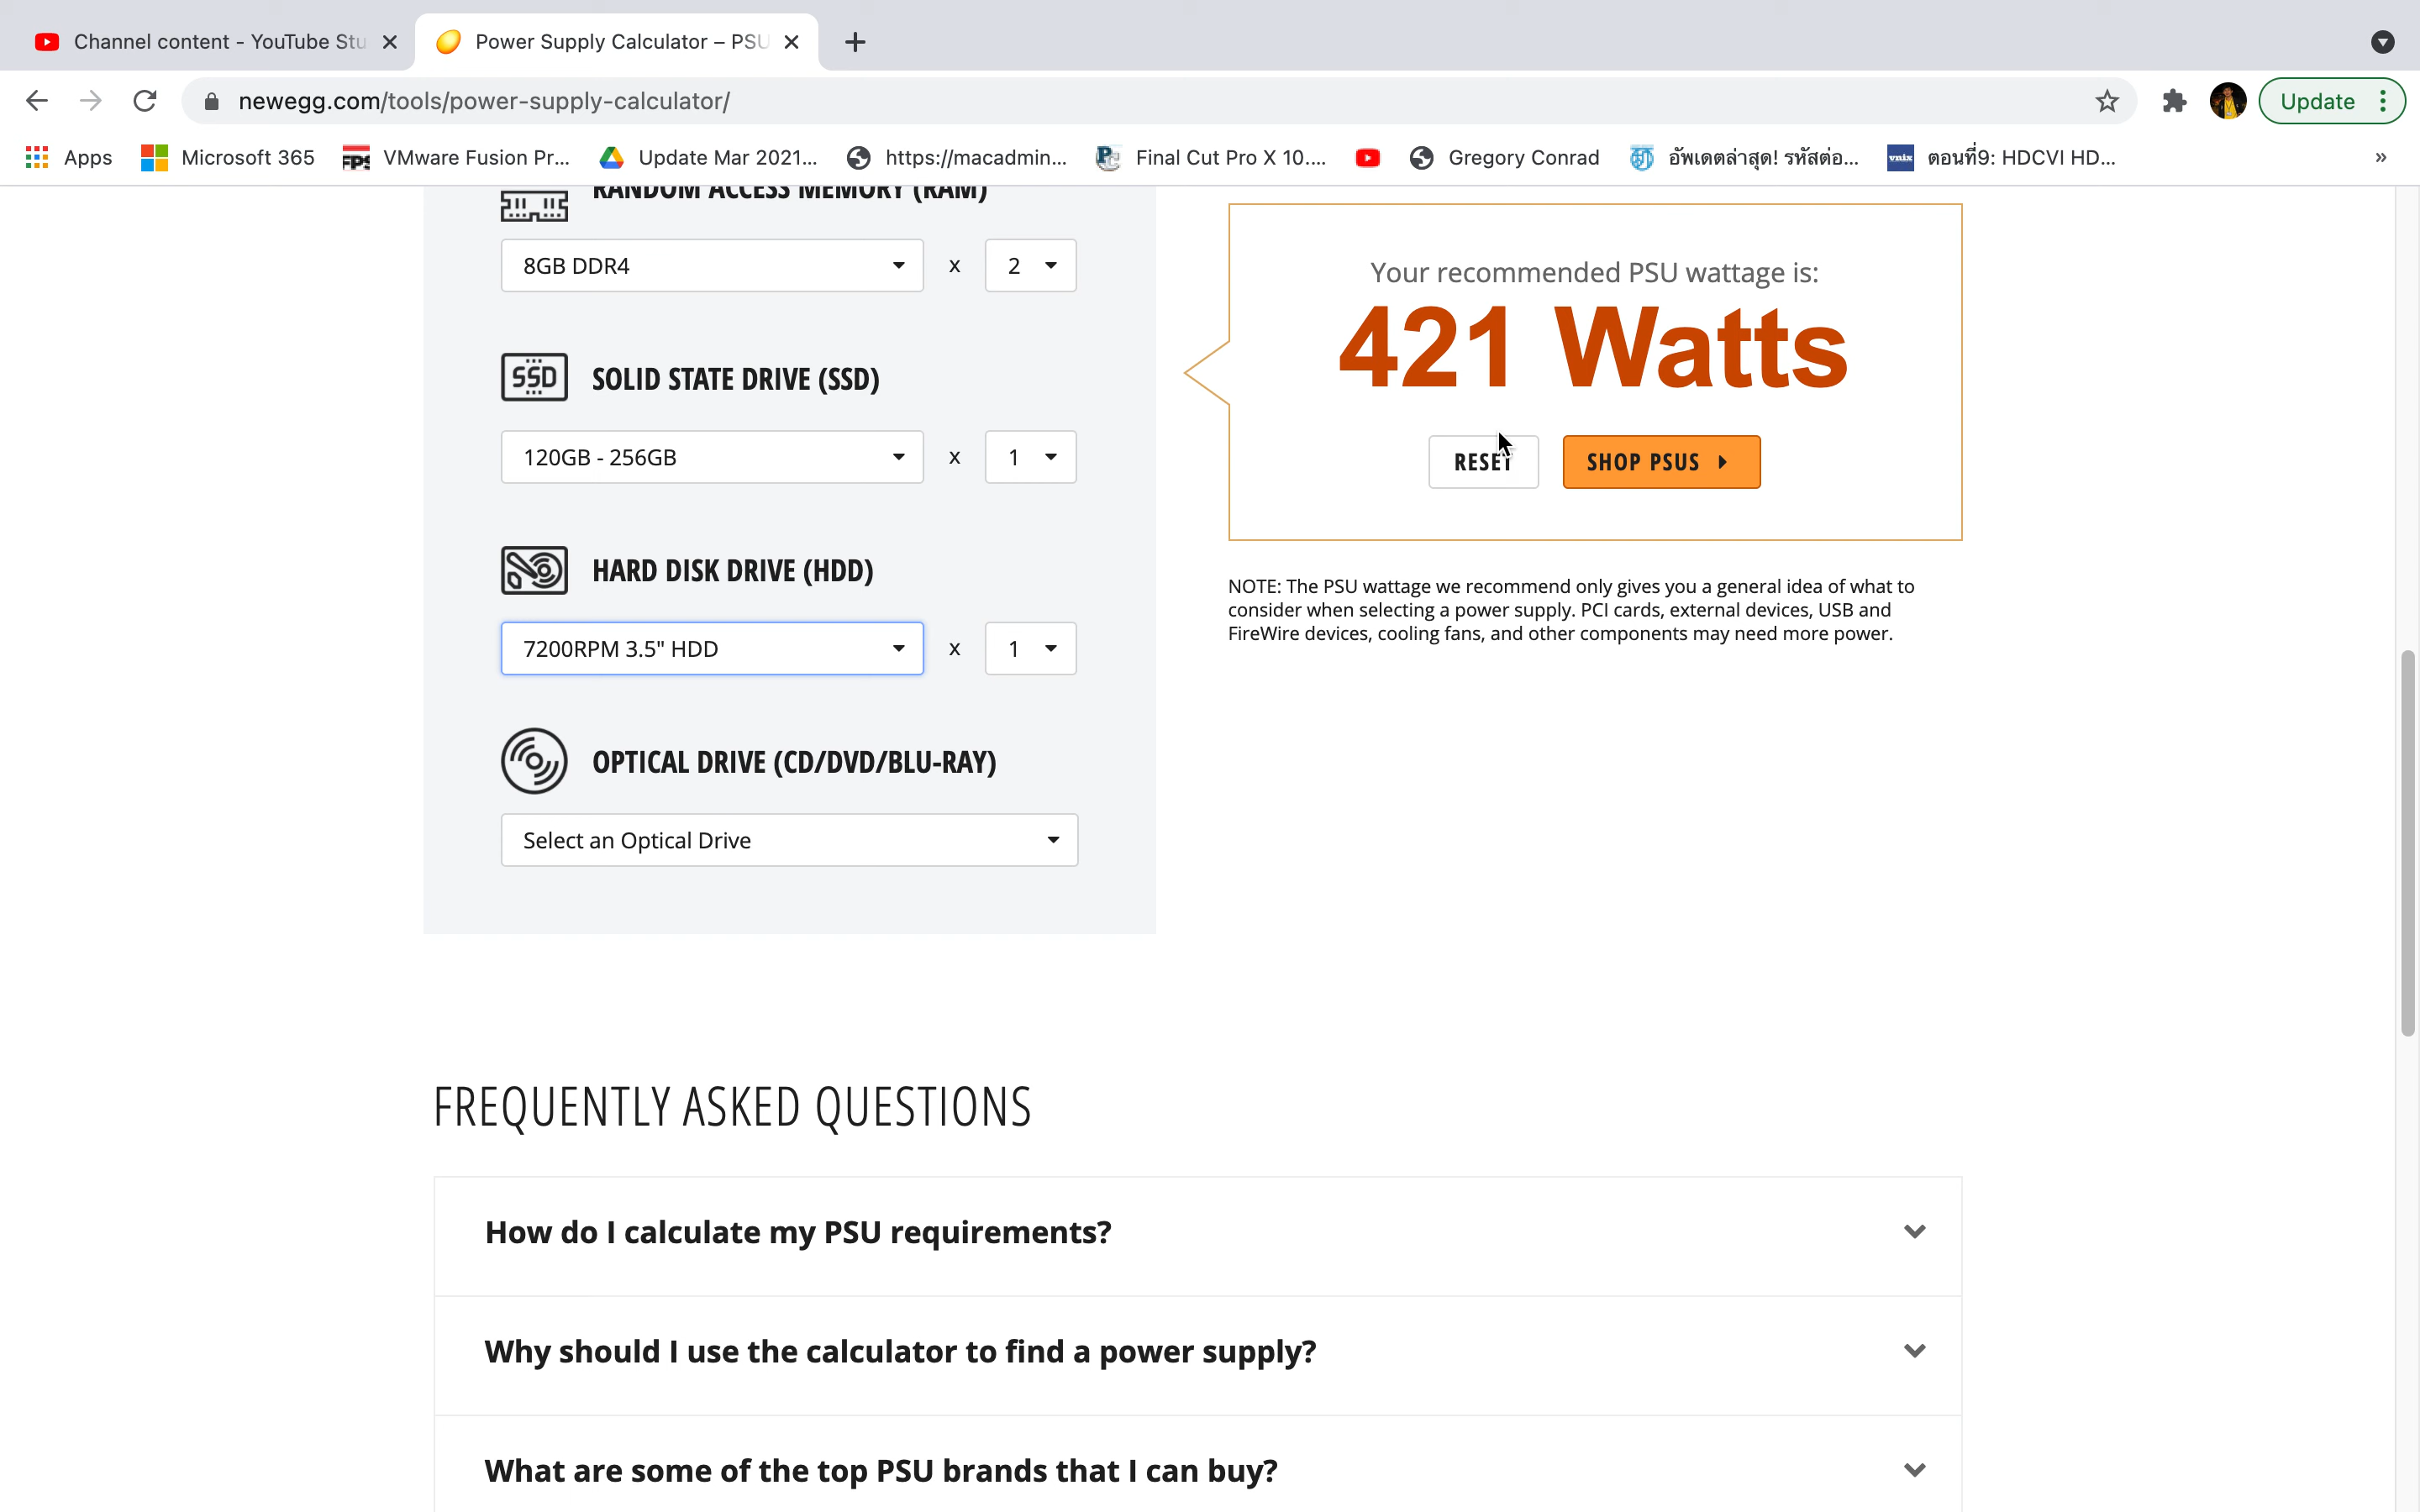 Channel content - YouTube Stu
Power Supply Calculator – PSU
newegg.com/tools/power-supply-calculator/
Update
Apps
Microsoft 365
VMware Fusion Pr...
Update Mar 2021...
https://macadmin...
Final Cut Pro X 10....
Gregory Conrad
อัพเดตล่าสุด! รหัสต่อ...
vnix
ตอนที่9: HDCVI HD...
»
RANDOM ACCESS MEMORY (RAM)
8GB DDR4 x 2
SSD
SOLID STATE DRIVE (SSD)
120GB - 256GB x 1
HARD DISK DRIVE (HDD)
7200RPM 3.5" HDD x 1
OPTICAL DRIVE (CD/DVD/BLU-RAY)
Select an Optical Drive
Your recommended PSU wattage is:
421 Watts
RESET
SHOP PSUS
NOTE: The PSU wattage we recommend only gives you a general idea of what to
consider when selecting a power supply. PCI cards, external devices, USB and
FireWire devices, cooling fans, and other components may need more power.
FREQUENTLY ASKED QUESTIONS
How do I calculate my PSU requirements?
Why should I use the calculator to find a power supply?
What are some of the top PSU brands that I can buy?